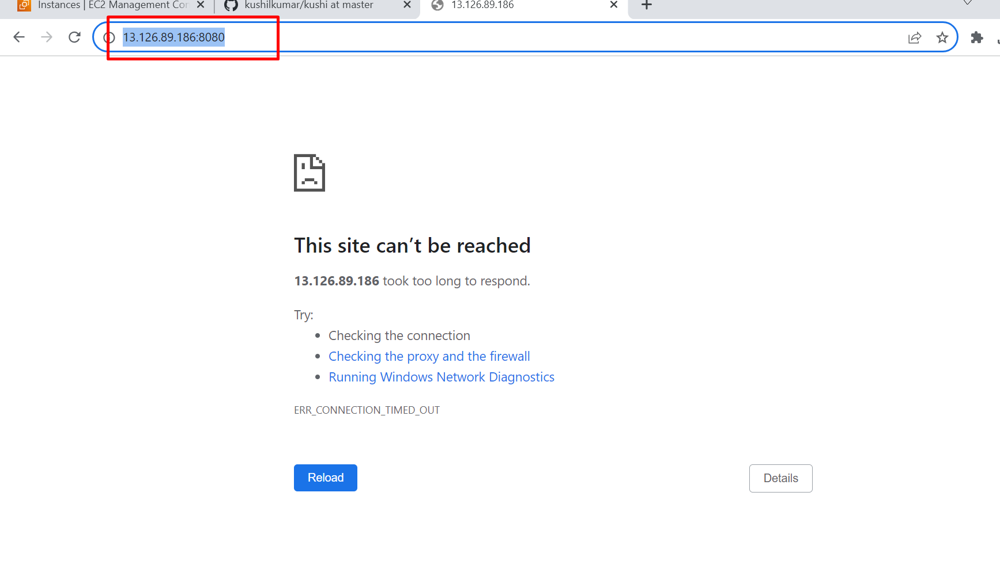 Instances | EC2 Management Con
kushilkumar/kushi at master
13.126.89.186
13.126.89.186:8080
This site can’t be reached
13.126.89.186 took too long to respond.
Try:
• Checking the connection
• Checking the proxy and the firewall
• Running Windows Network Diagnostics
ERR_CONNECTION_TIMED_OUT
Reload
Details